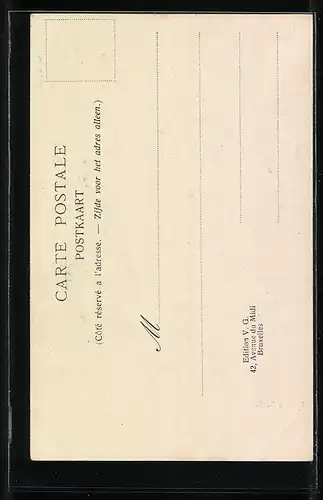 CARTE POSTALE
POSTKAART
(Côté réservé a l'adresse. — Zijde voor het adres alleen.)
M
Edition V. G.
42, Avenue du Midi
Bruxelles